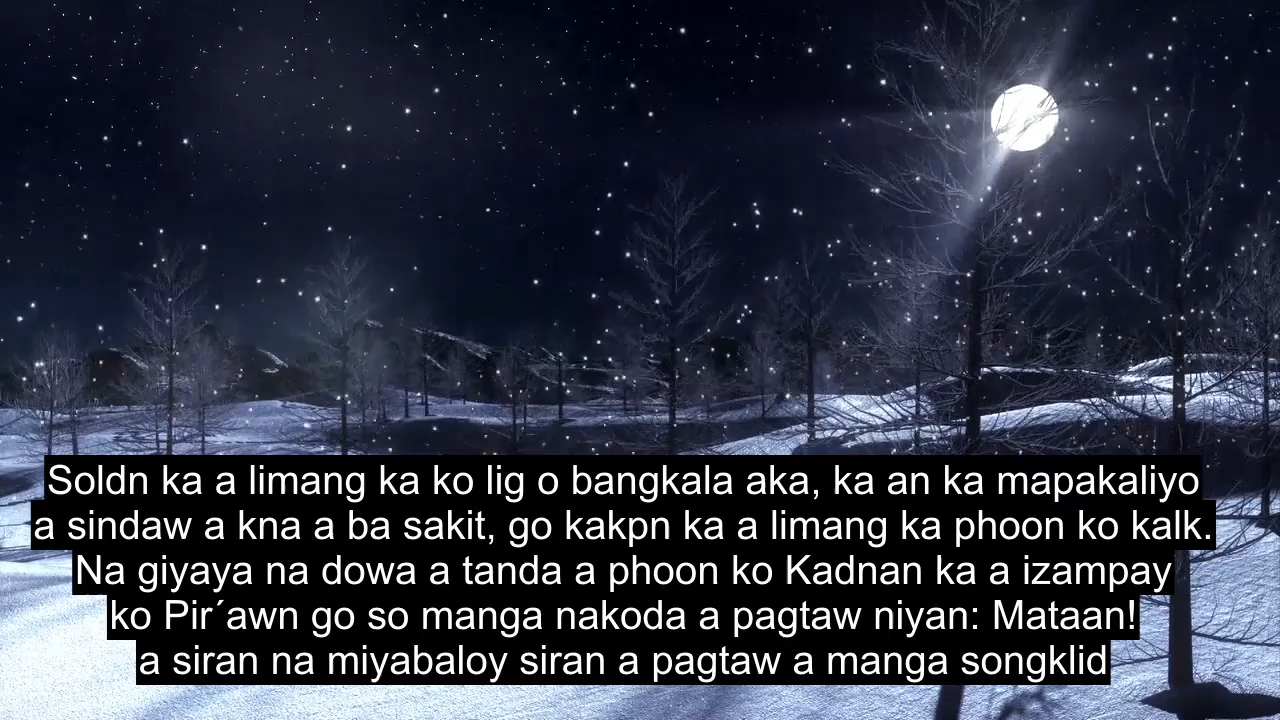 Soldn ka a limang ka ko lig o bangkala aka, ka an ka mapakaliyo
a sindaw a kna a ba sakit, go kakpn ka a limang ka phoon ko kalk.
Na giyaya na dowa a tanda a phoon ko Kadnan ka a izampay
ko Pir´awn go so manga nakoda a pagtaw niyan: Mataan!
a siran na miyabaloy siran a pagtaw a manga songklid